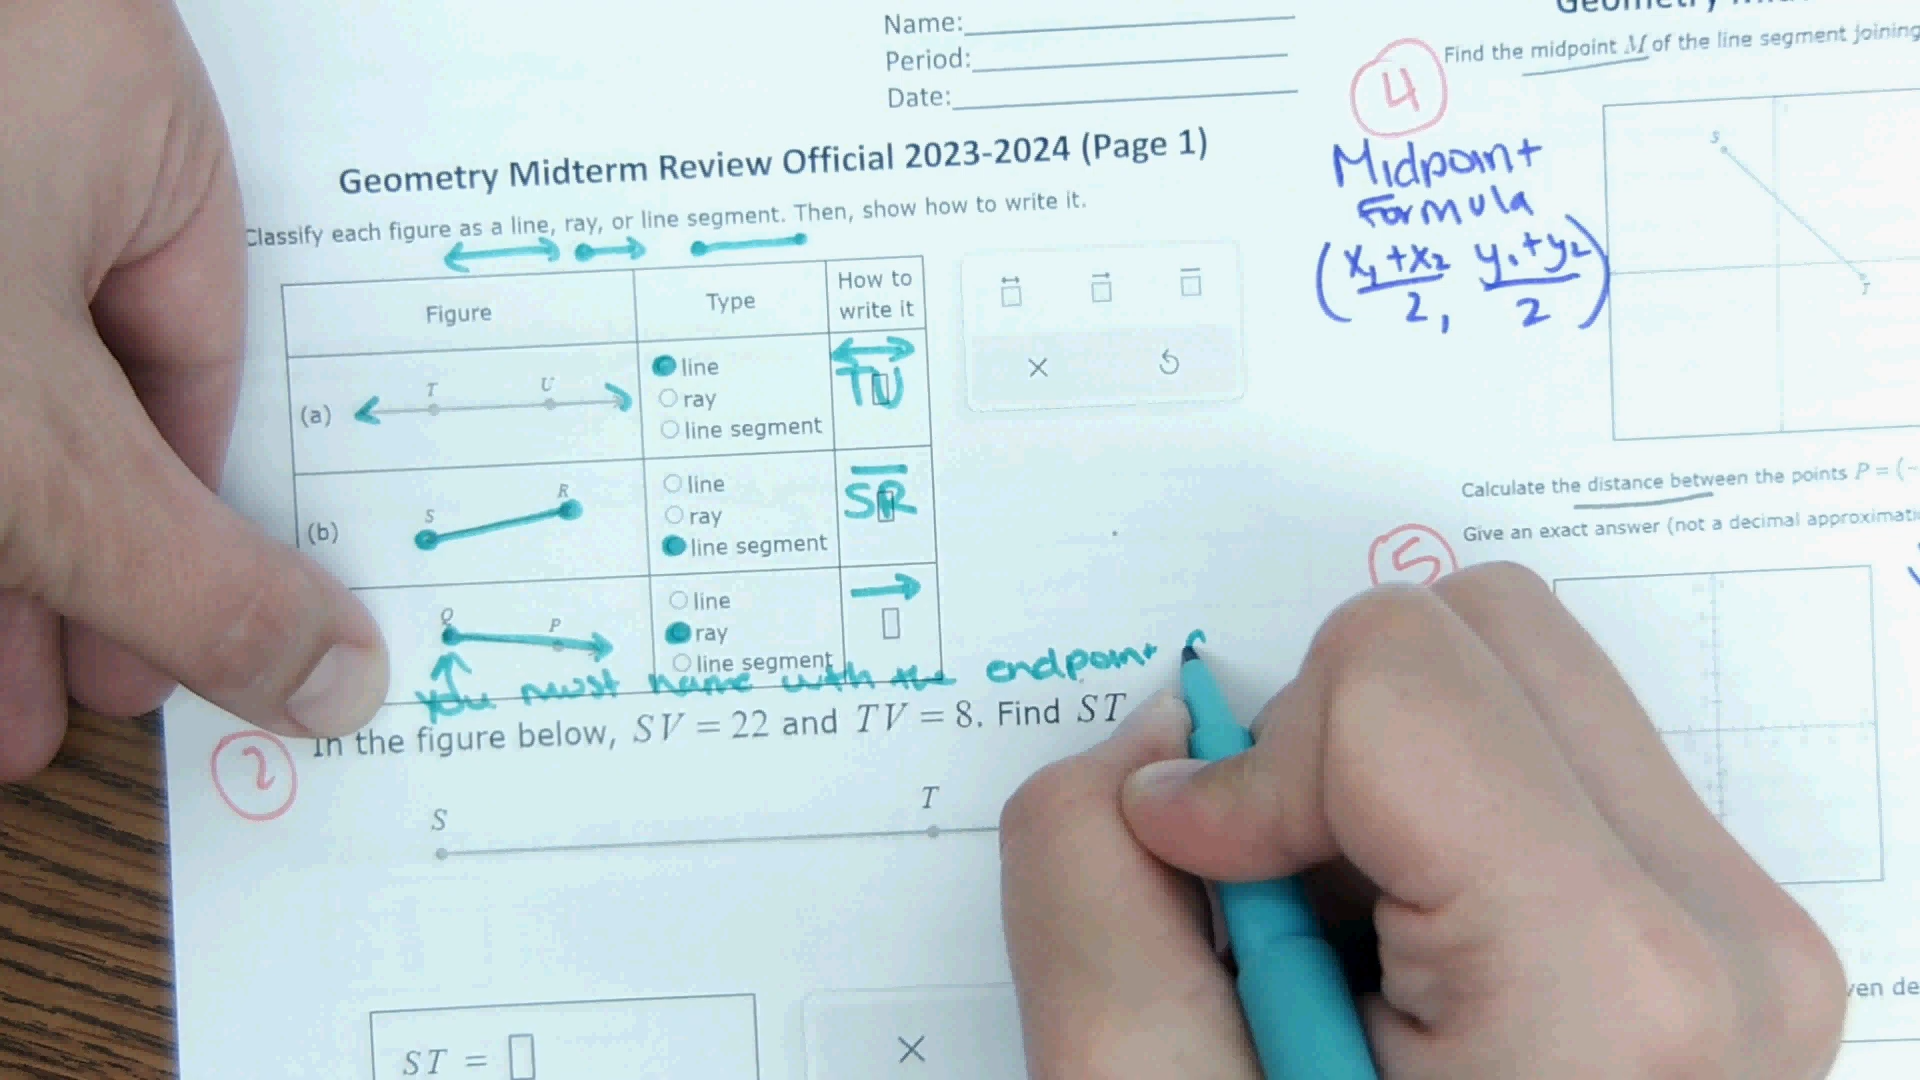 Name:
Period:
Date:
Geometry Midterm Review Official 2023-2024 (Page 1)
Classify each figure as a line, ray, or line segment. Then, show how to write it.
Figure
Type
How to
write it
(a)
T
U
line
ray
line segment
TU
(b)
S
R
line
ray
line segment
SR
Q
P
line
ray
line segment
You must name with the endpoint
2
In the figure below, SV = 22 and TV = 8. Find ST
S
T
ST =
4
Find the midpoint M of the line segment joining
Midpoint
Formula
(x₁+x₂/2, y₁+y₂/2)
S
T
Calculate the distance between the points P = (-
5
Give an exact answer (not a decimal